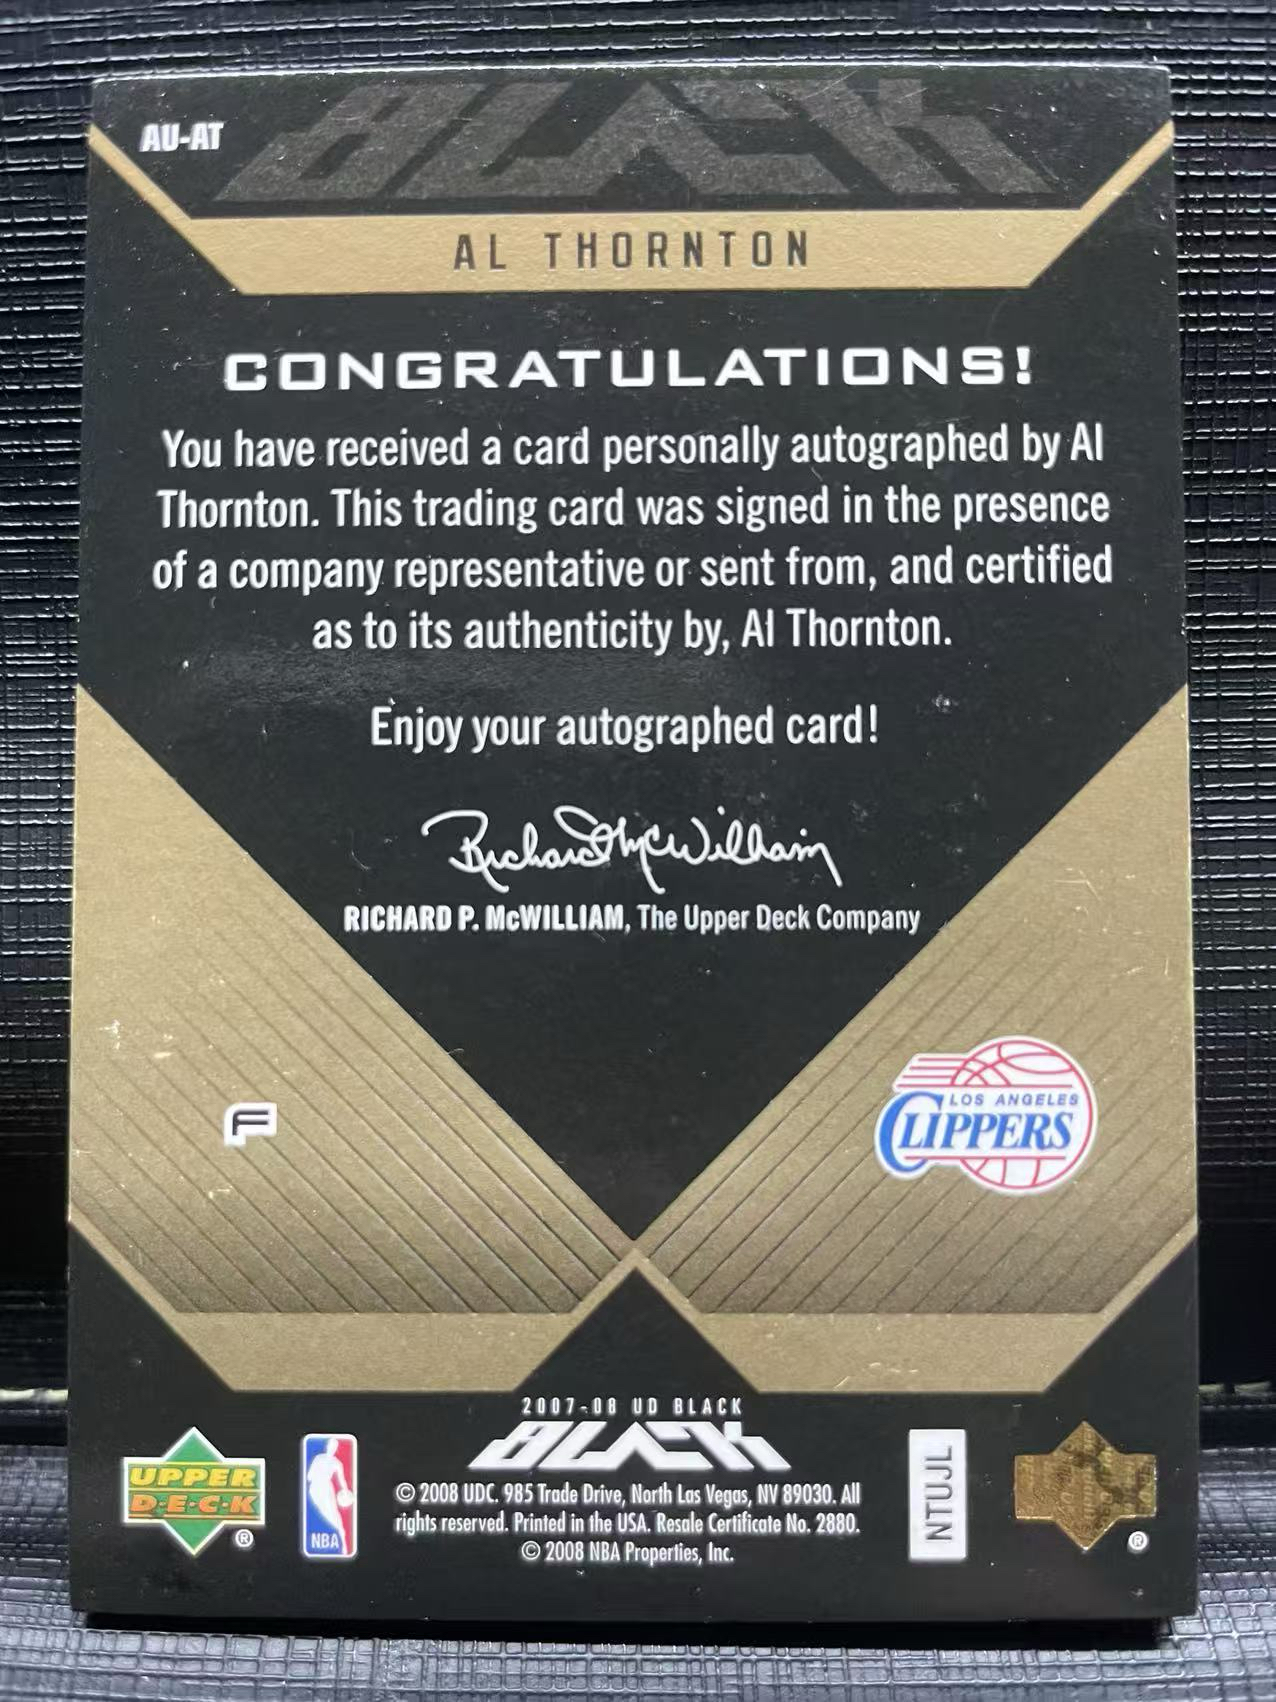 BLACK
AU-AT
AL THORNTON
CONGRATULATIONS!
You have received a card personally autographed by Al
Thornton. This trading card was signed in the presence
of a company representative or sent from, and certified
as to its authenticity by, Al Thornton.
Enjoy your autographed card!
Richard McWilliam
RICHARD P. McWILLIAM, The Upper Deck Company
F
LOS ANGELES
CLIPPERS
2007-08 UD BLACK
BLACK
UPPER
D·E·C·K
®
NBA
© 2008 UDC. 985 Trade Drive, North Las Vegas, NV 89030. All
rights reserved. Printed in the USA. Resale Certificate No. 2880.
© 2008 NBA Properties, Inc.
NTUJL
®